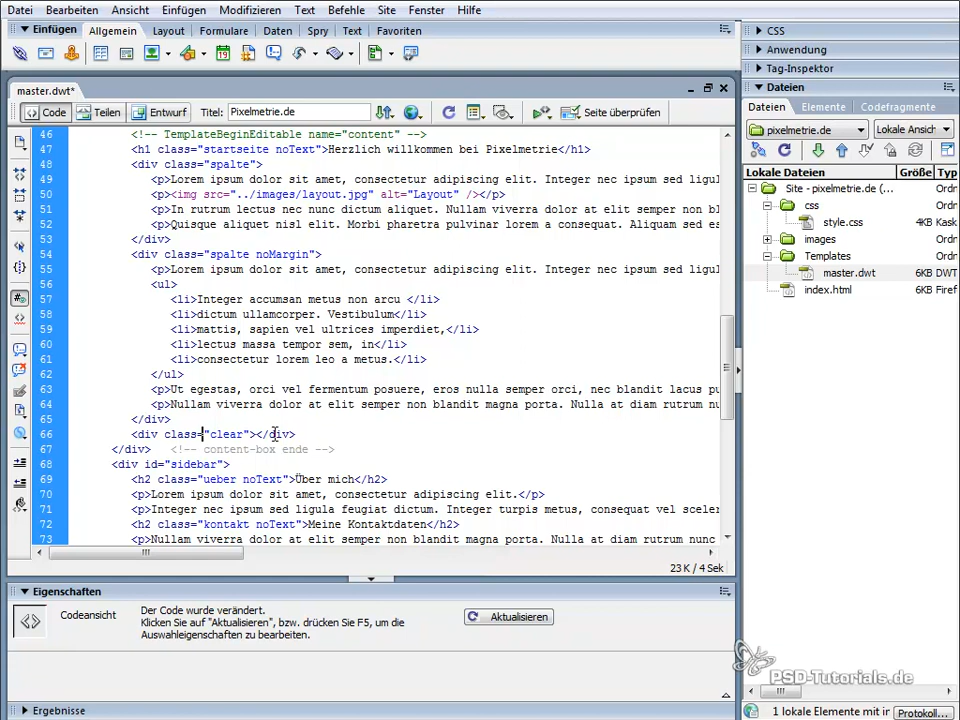 Datei Bearbeiten Ansicht Einfügen Modifizieren Text Befehle Site Fenster Hilfe
Einfügen Allgemein Layout Formulare Daten Spry Text Favoriten
master.dwt*
Code Teilen Entwurf Titel: Pixelmetrie.de Seite überprüfen
46 <!-- TemplateBeginEditable name="content" -->
47 <h1 class="startseite noText">Herzlich willkommen bei Pixelmetrie</h1>
48 <div class="spalte">
49 <p>Lorem ipsum dolor sit amet, consectetur adipiscing elit. Integer nec ipsum sed ligul
50 <p><img src="../images/layout.jpg" alt="Layout" /></p>
51 <p>In rutrum lectus nec nunc dictum aliquet. Nullam viverra dolor at elit semper non bl
52 <p>Quisque aliquet nisl elit. Morbi pharetra pulvinar lorem a consequat. Aliquam sed es
53 </div>
54 <div class="spalte noMargin">
55 <p>Lorem ipsum dolor sit amet, consectetur adipiscing elit. Integer nec ipsum sed ligul
56 <ul>
57 <li>Integer accumsan metus non arcu </li>
58 <li>dictum ullamcorper. Vestibulum</li>
59 <li>mattis, sapien vel ultrices imperdiet,</li>
60 <li>lectus massa tempor sem, in</li>
61 <li>consectetur lorem leo a metus.</li>
62 </ul>
63 <p>Ut egestas, orci vel fermentum posuere, eros nulla semper orci, nec blandit lacus pu
64 <p>Nullam viverra dolor at elit semper non blandit magna porta. Nulla at diam rutrum nu
65 </div>
66 <div class="clear"></div>
67 </div> <!-- content-box ende -->
68 <div id="sidebar">
69 <h2 class="ueber noText">Über mich</h2>
70 <p>Lorem ipsum dolor sit amet, consectetur adipiscing elit.</p>
71 <p>Integer nec ipsum sed ligula feugiat dictum. Integer turpis metus, consequat vel sceler
72 <h2 class="kontakt noText">Meine Kontaktdaten</h2>
73 <p>Nullam viverra dolor at elit semper non blandit magna porta. Nulla at diam rutrum nunc
23 K / 4 Sek
Eigenschaften
Codeansicht
Der Code wurde verändert.
Klicken Sie auf "Aktualisieren", bzw. drücken Sie F5, um die
Auswahleigenschaften zu bearbeiten.
Aktualisieren
Ergebnisse
CSS
Anwendung
Tag-Inspektor
Dateien
Dateien Elemente Codefragmente
pixelmetrie.de Lokale Ansicht
Lokale Dateien Größe Typ
Site - pixelmetrie.de (... Ordn
css Ordn
style.css 4KB Kask
images Ordn
Templates Ordn
master.dwt 6KB DWT
index.html 6KB Firef
PSD-Tutorials.de
1 lokale Elemente mit ir Protokoll...